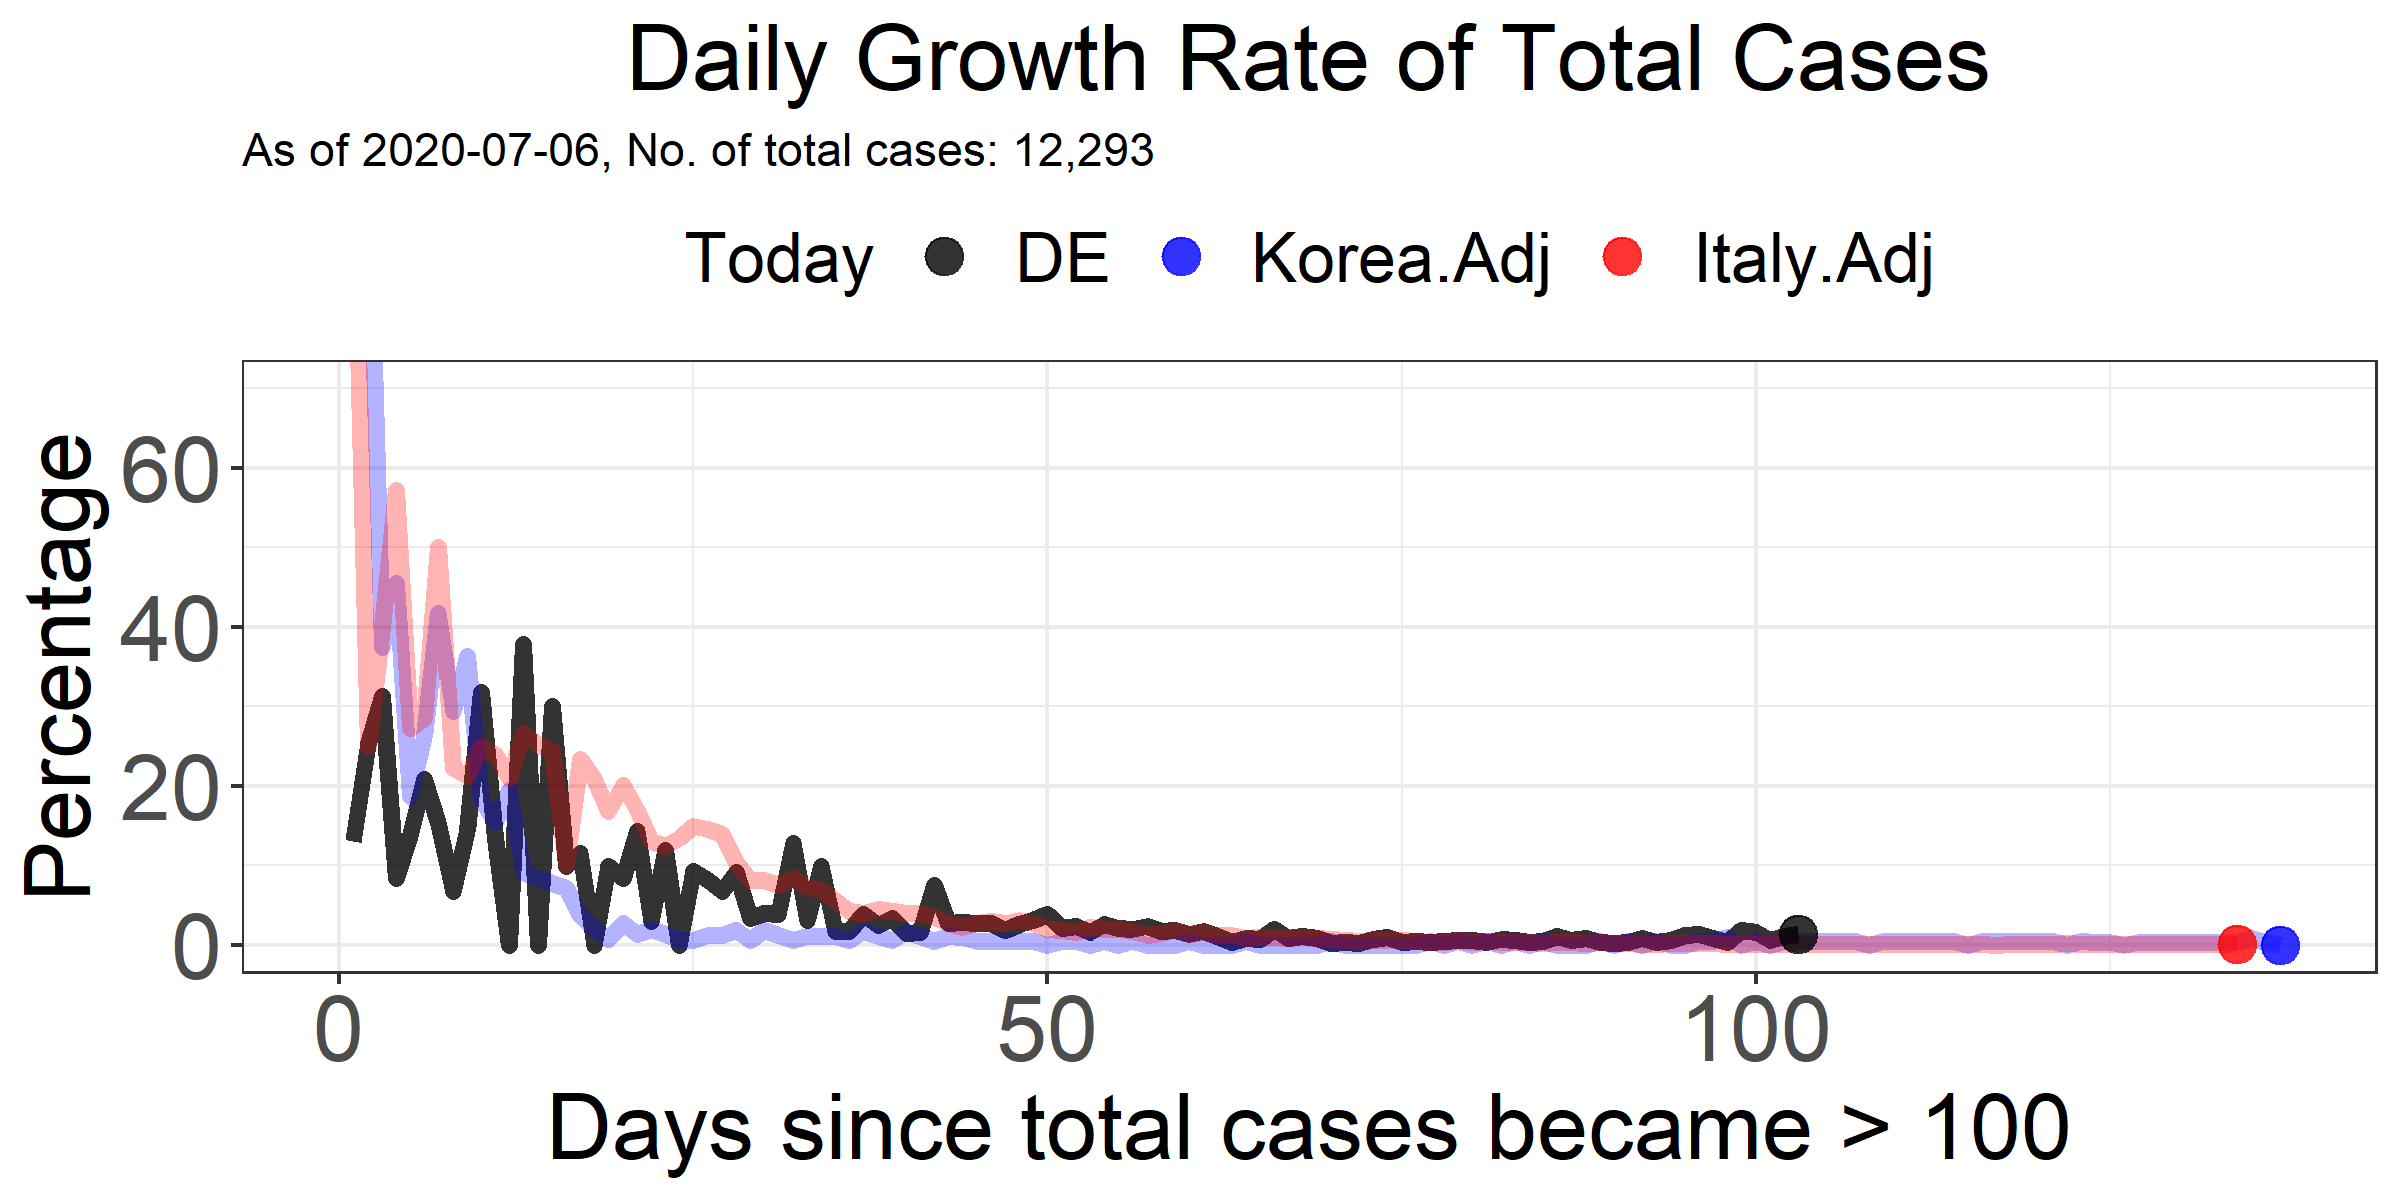 Daily Growth Rate of Total Cases
As of 2020-07-06, No. of total cases: 12,293
Today DE Korea.Adj Italy.Adj
Percentage
60
40
20
0
0 50 100
Days since total cases became > 100